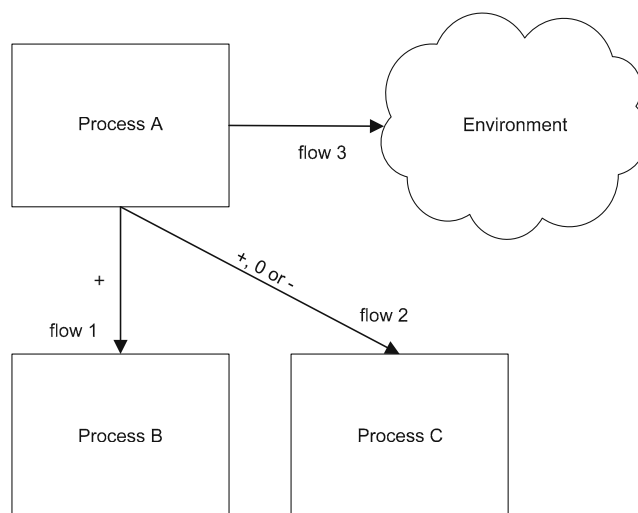 Process A
Environment
flow 3
+, 0 or -
+
flow 2
flow 1
Process B
Process C